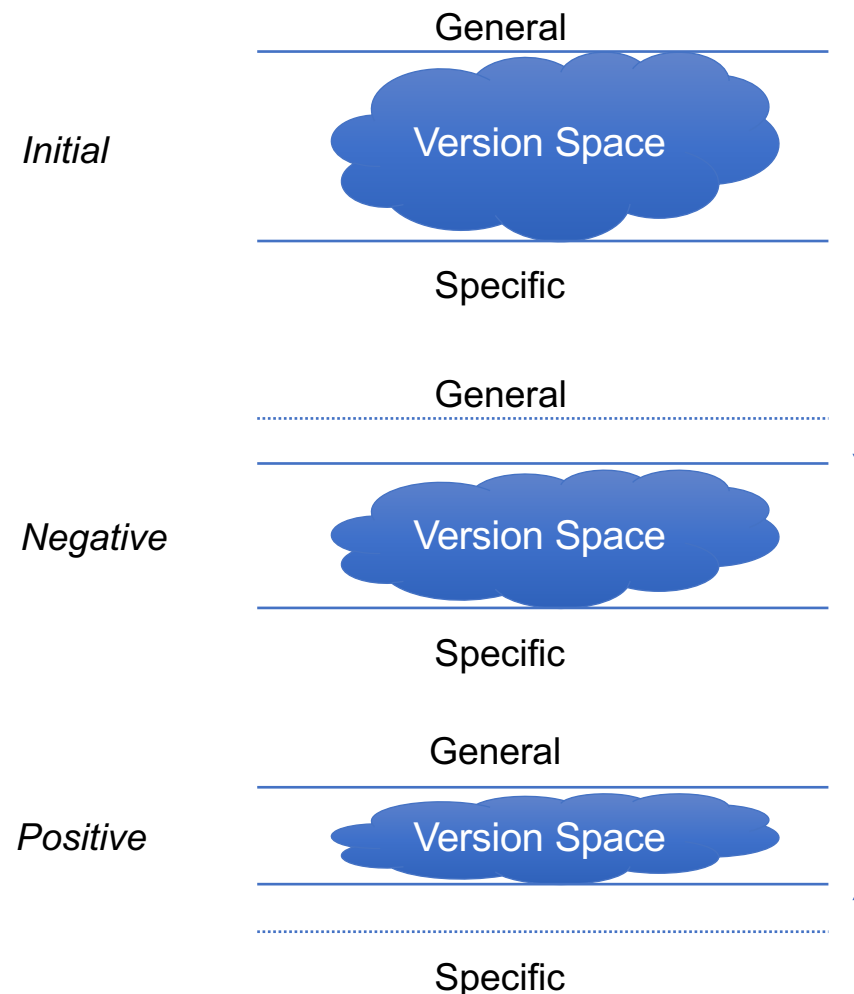 General
Initial
Version Space
Specific
General
Negative
Version Space
Specific
General
Positive
Version Space
Specific